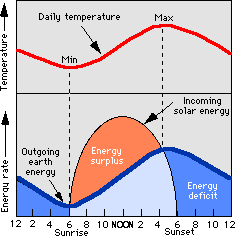 Daily temperature
Max
Min
Temperature
Incoming
solar energy
Outgoing
earth
energy
Energy
surplus
Energy
deficit
Energy rate
12 2 4 6 8 10 NOON 2 4 6 8 10 12
Sunrise
Sunset